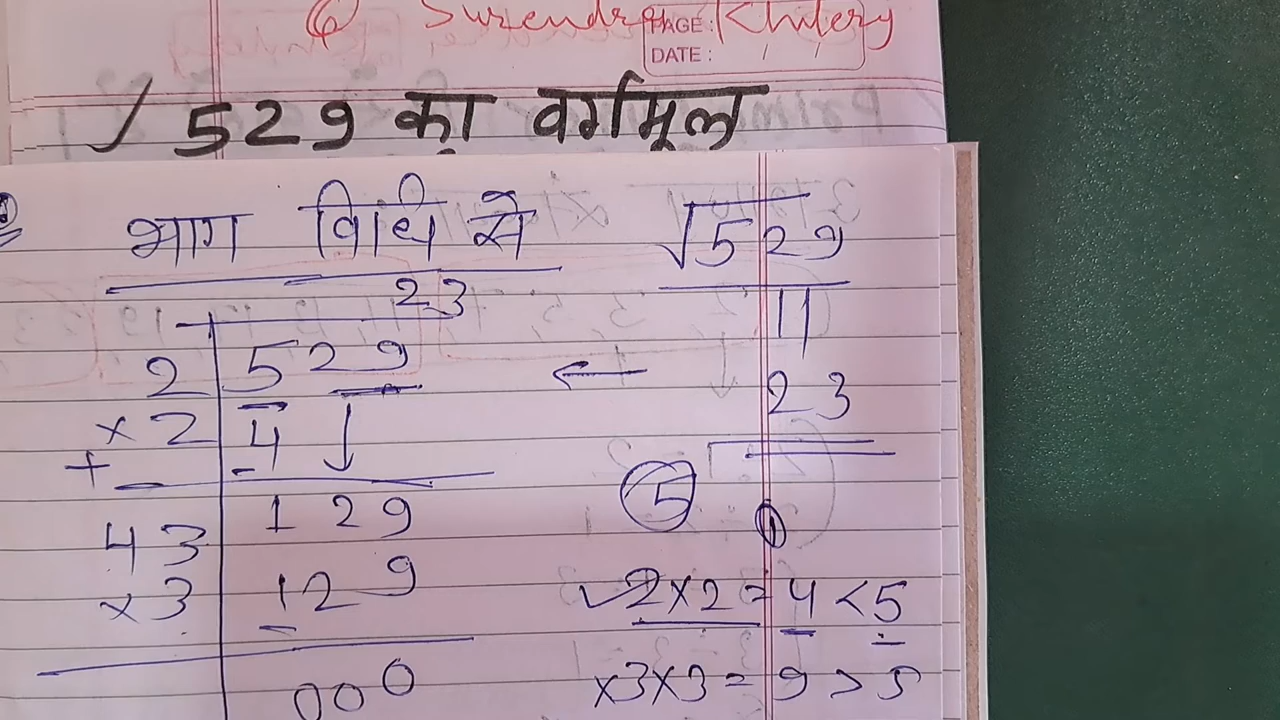 Surendra Khilery
PAGE :
DATE : / /
√529 का वर्गमूल
भाग विधि से √529
23 11
2 529 ← 23
×2 -4 ↓
+
129 5
43
×3 129 2×2 = 4 < 5
000 ×3×3 = 9 > 5